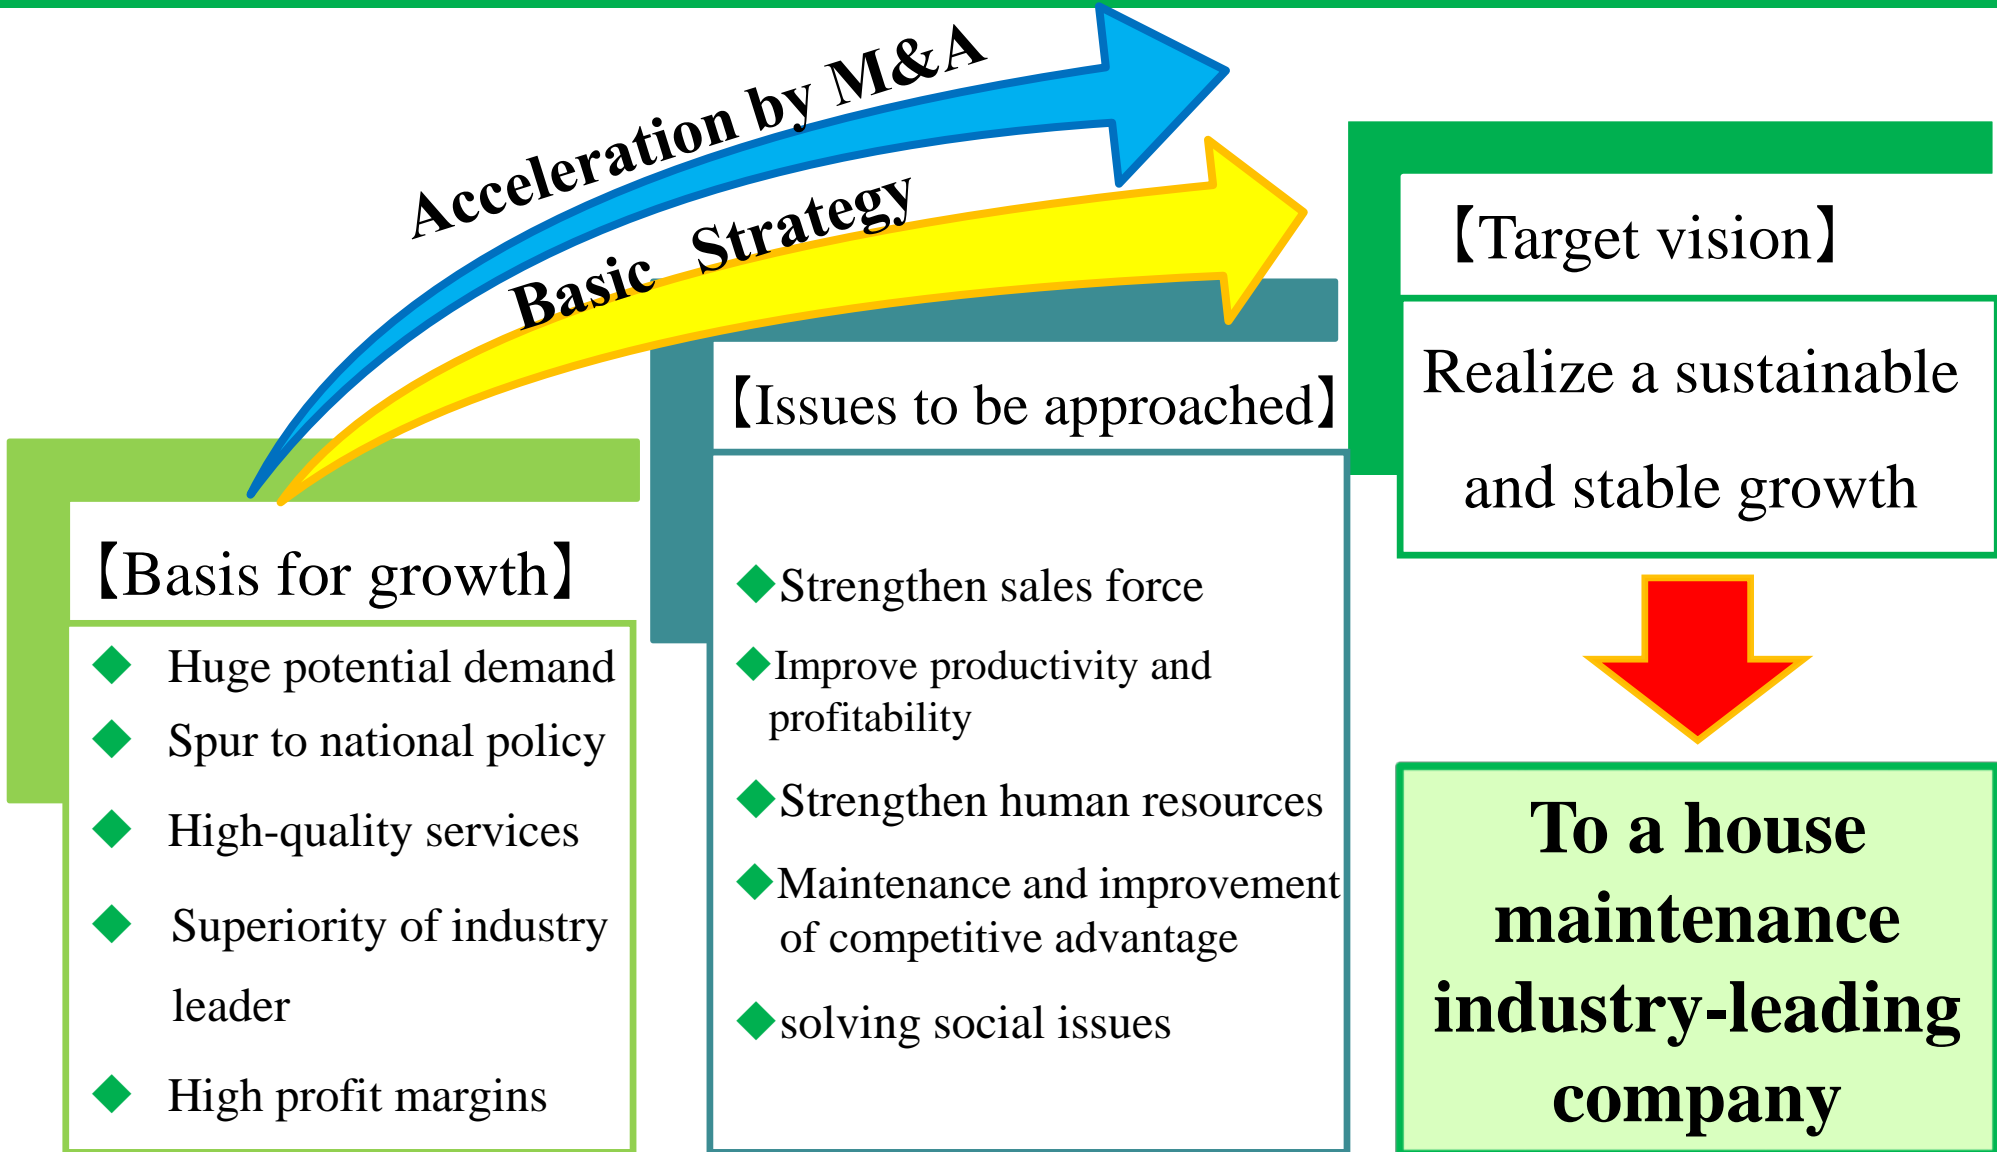 Acceleration by M&A
Basic Strategy
【Basis for growth】
◆ Huge potential demand
◆ Spur to national policy
◆ High-quality services
◆ Superiority of industry
leader
◆ High profit margins
【Issues to be approached】
◆Strengthen sales force
◆Improve productivity and
profitability
◆Strengthen human resources
◆Maintenance and improvement
of competitive advantage
◆solving social issues
【Target vision】
Realize a sustainable
and stable growth
To a house
maintenance
industry-leading
company